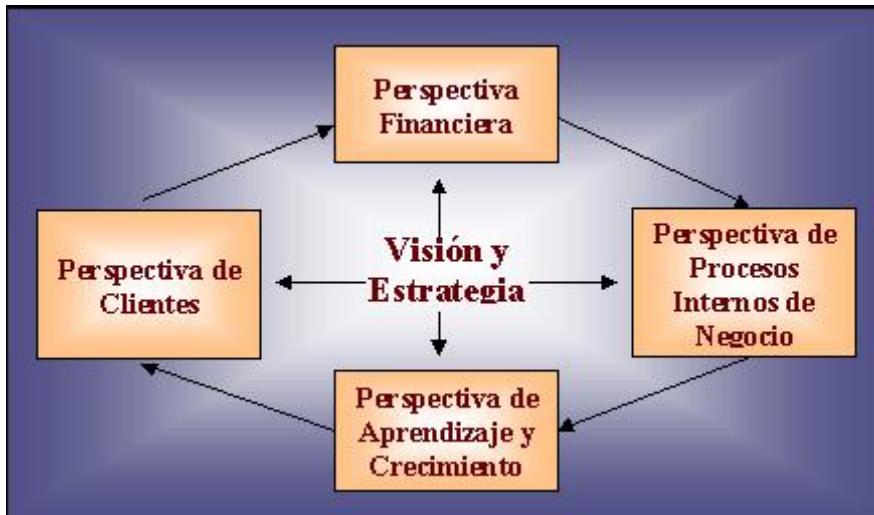 Perspectiva
Financiera
Perspectiva de
Clientes
Visión y
Estrategia
Perspectiva de
Procesos
Internos de
Negocio
Perspectiva de
Aprendizaje y
Crecimiento